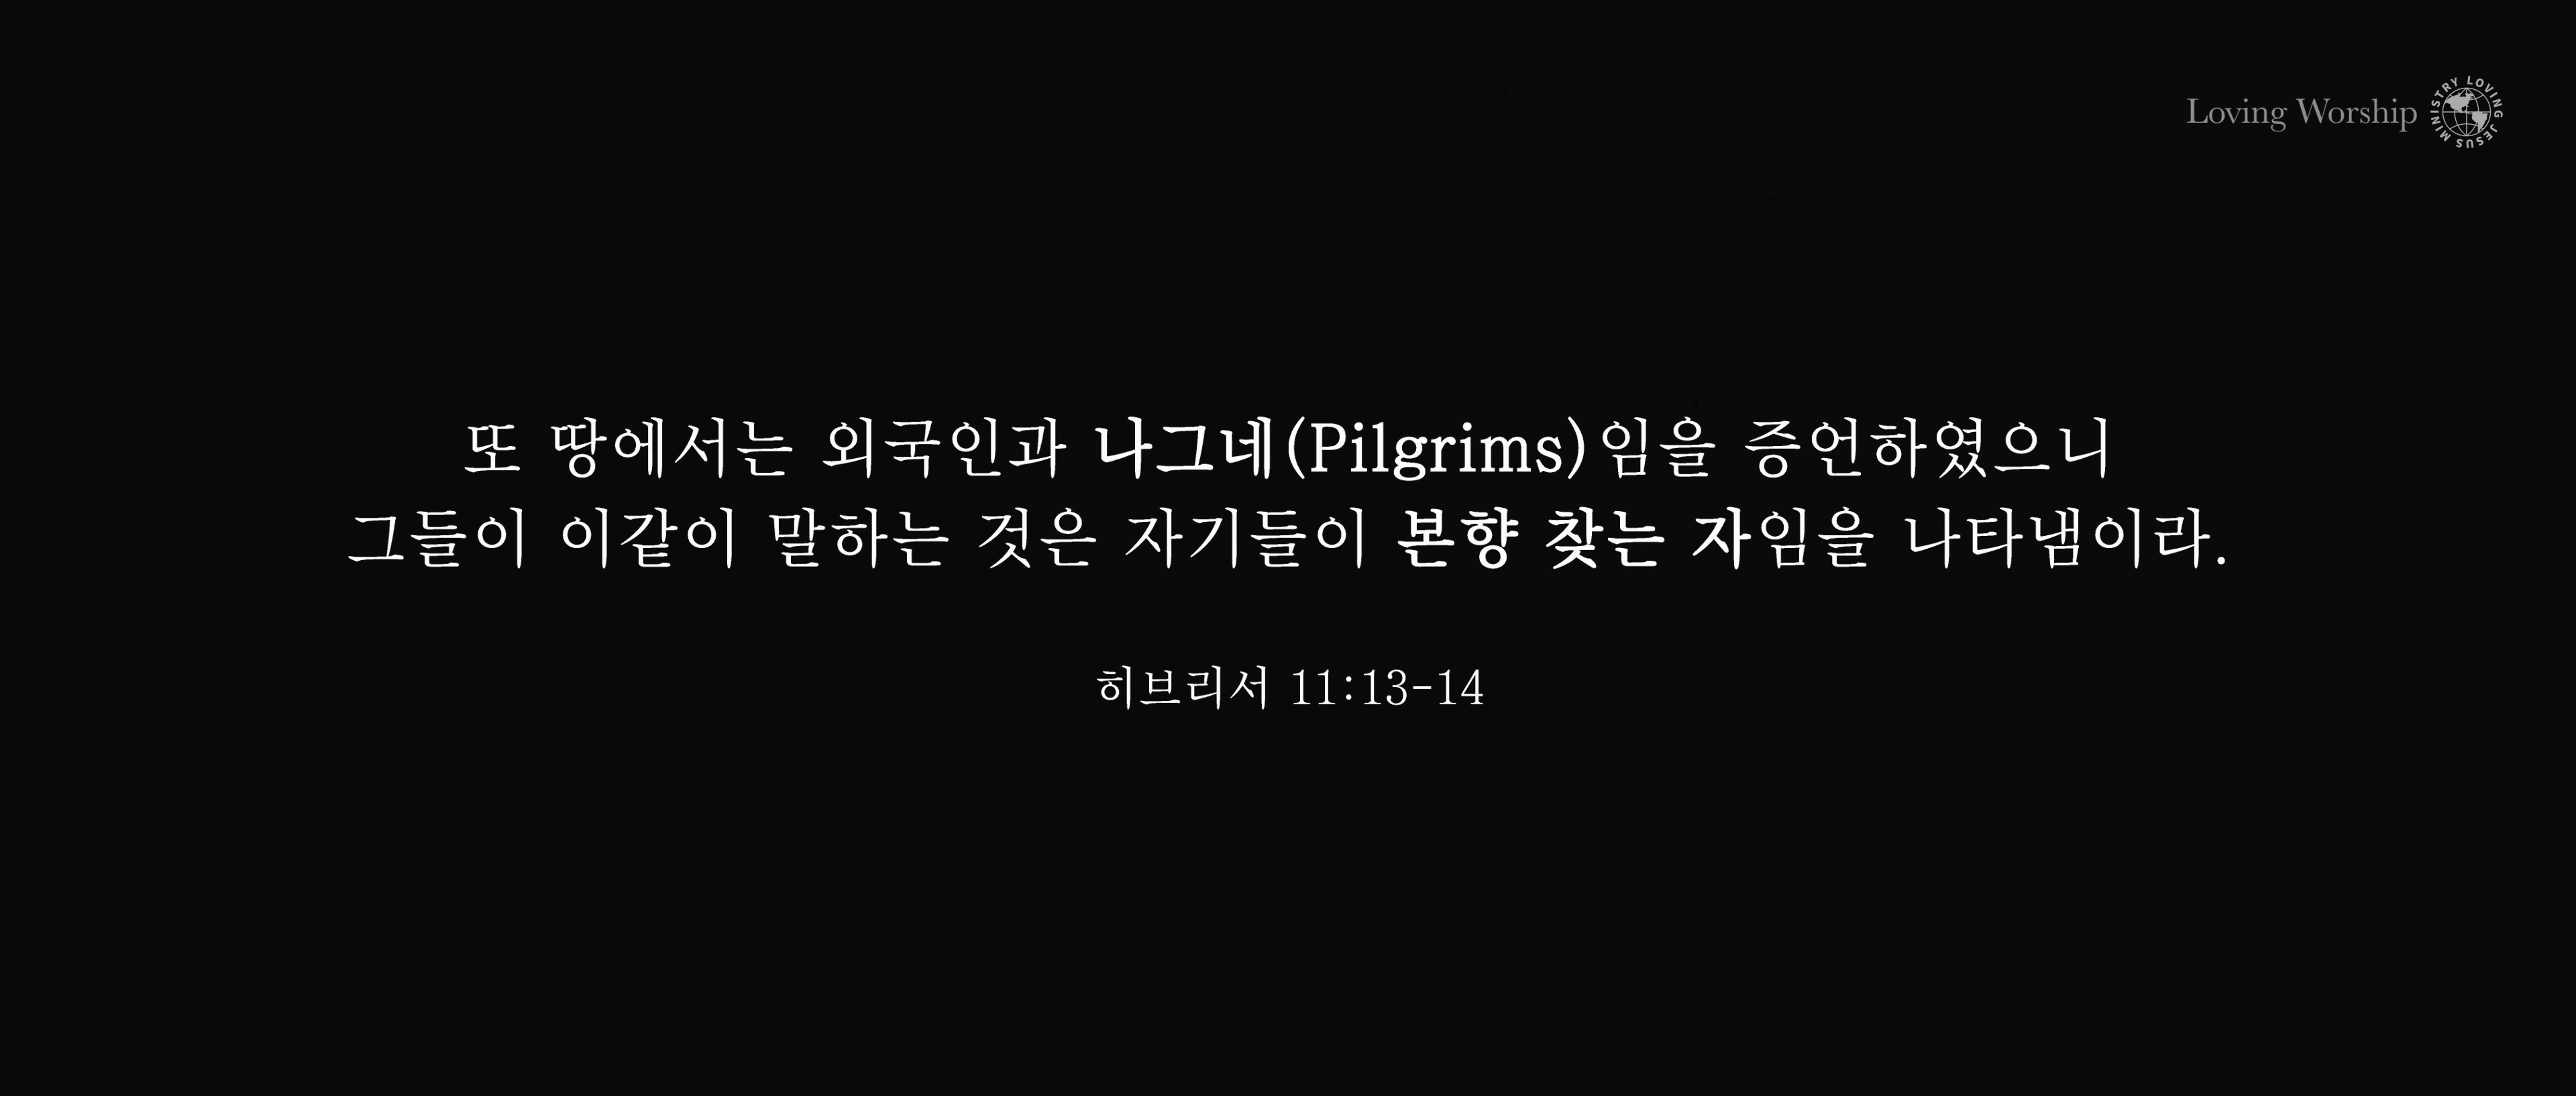 Loving Worship
MINISTRY LOVING JESUS
또 땅에서는 외국인과 나그네(Pilgrims)임을 증언하였으니
그들이 이같이 말하는 것은 자기들이 본향 찾는 자임을 나타냄이라.
히브리서 11:13-14